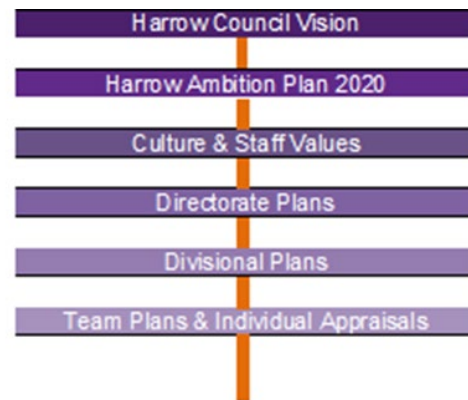 Harrow Council Vision
Harrow Ambition Plan 2020
Culture & Staff Values
Directorate Plans
Divisional Plans
Team Plans & Individual Appraisals